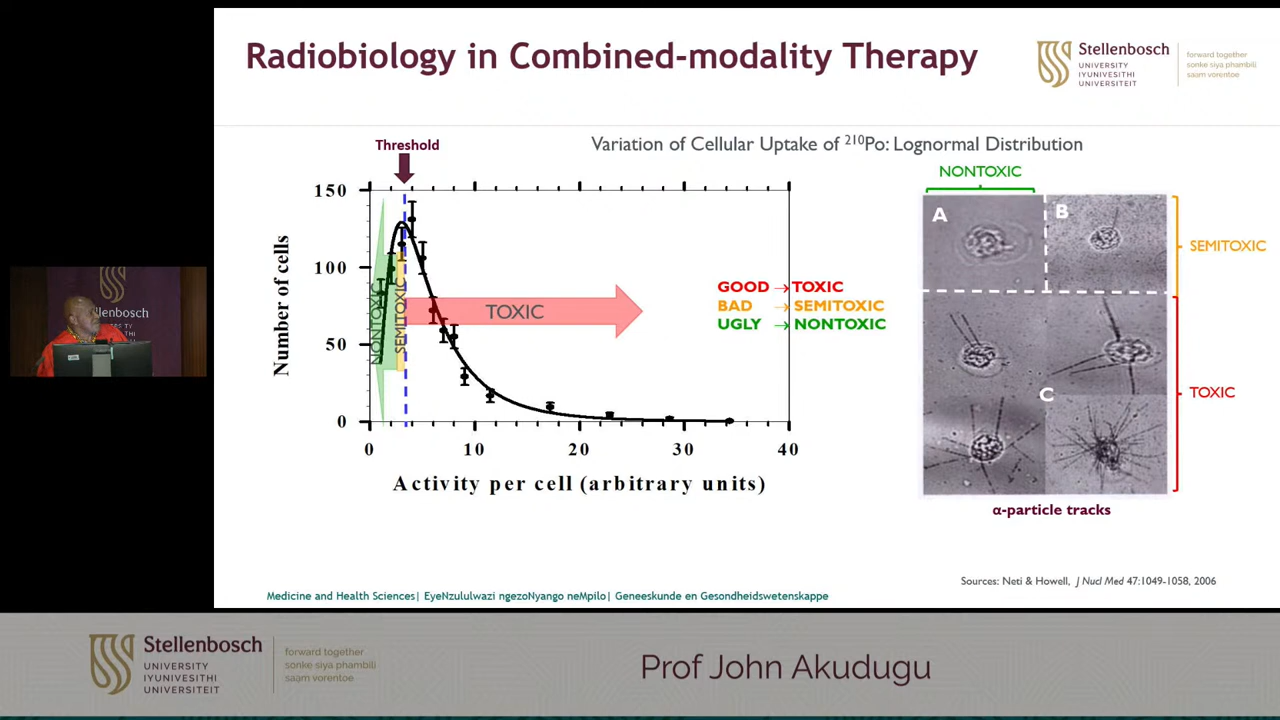 Radiobiology in Combined-modality Therapy
Stellenbosch
UNIVERSITY
IYUNIVESITHI
UNIVERSITEIT
forward together
sonke siya phambili
saam vorentoe
Variation of Cellular Uptake of ²¹⁰Po: Lognormal Distribution
Threshold
150
100
50
0
Number of cells
NONTOXIC
SEMITOXIC
TOXIC
0 10 20 30 40
Activity per cell (arbitrary units)
GOOD → TOXIC
BAD → SEMITOXIC
UGLY → NONTOXIC
NONTOXIC
A
B
C
SEMITOXIC
TOXIC
α-particle tracks
Sources: Neti & Howell, J Nucl Med 47:1049-1058, 2006
Medicine and Health Sciences| EyeNzululwazi ngezoNyango neMpilo| Geneeskunde en Gesondheidswetenskappe
Stellenbosch
UNIVERSITY
IYUNIVESITHI
UNIVERSITEIT
forward together
sonke siya phambili
saam vorentoe
Prof John Akudugu